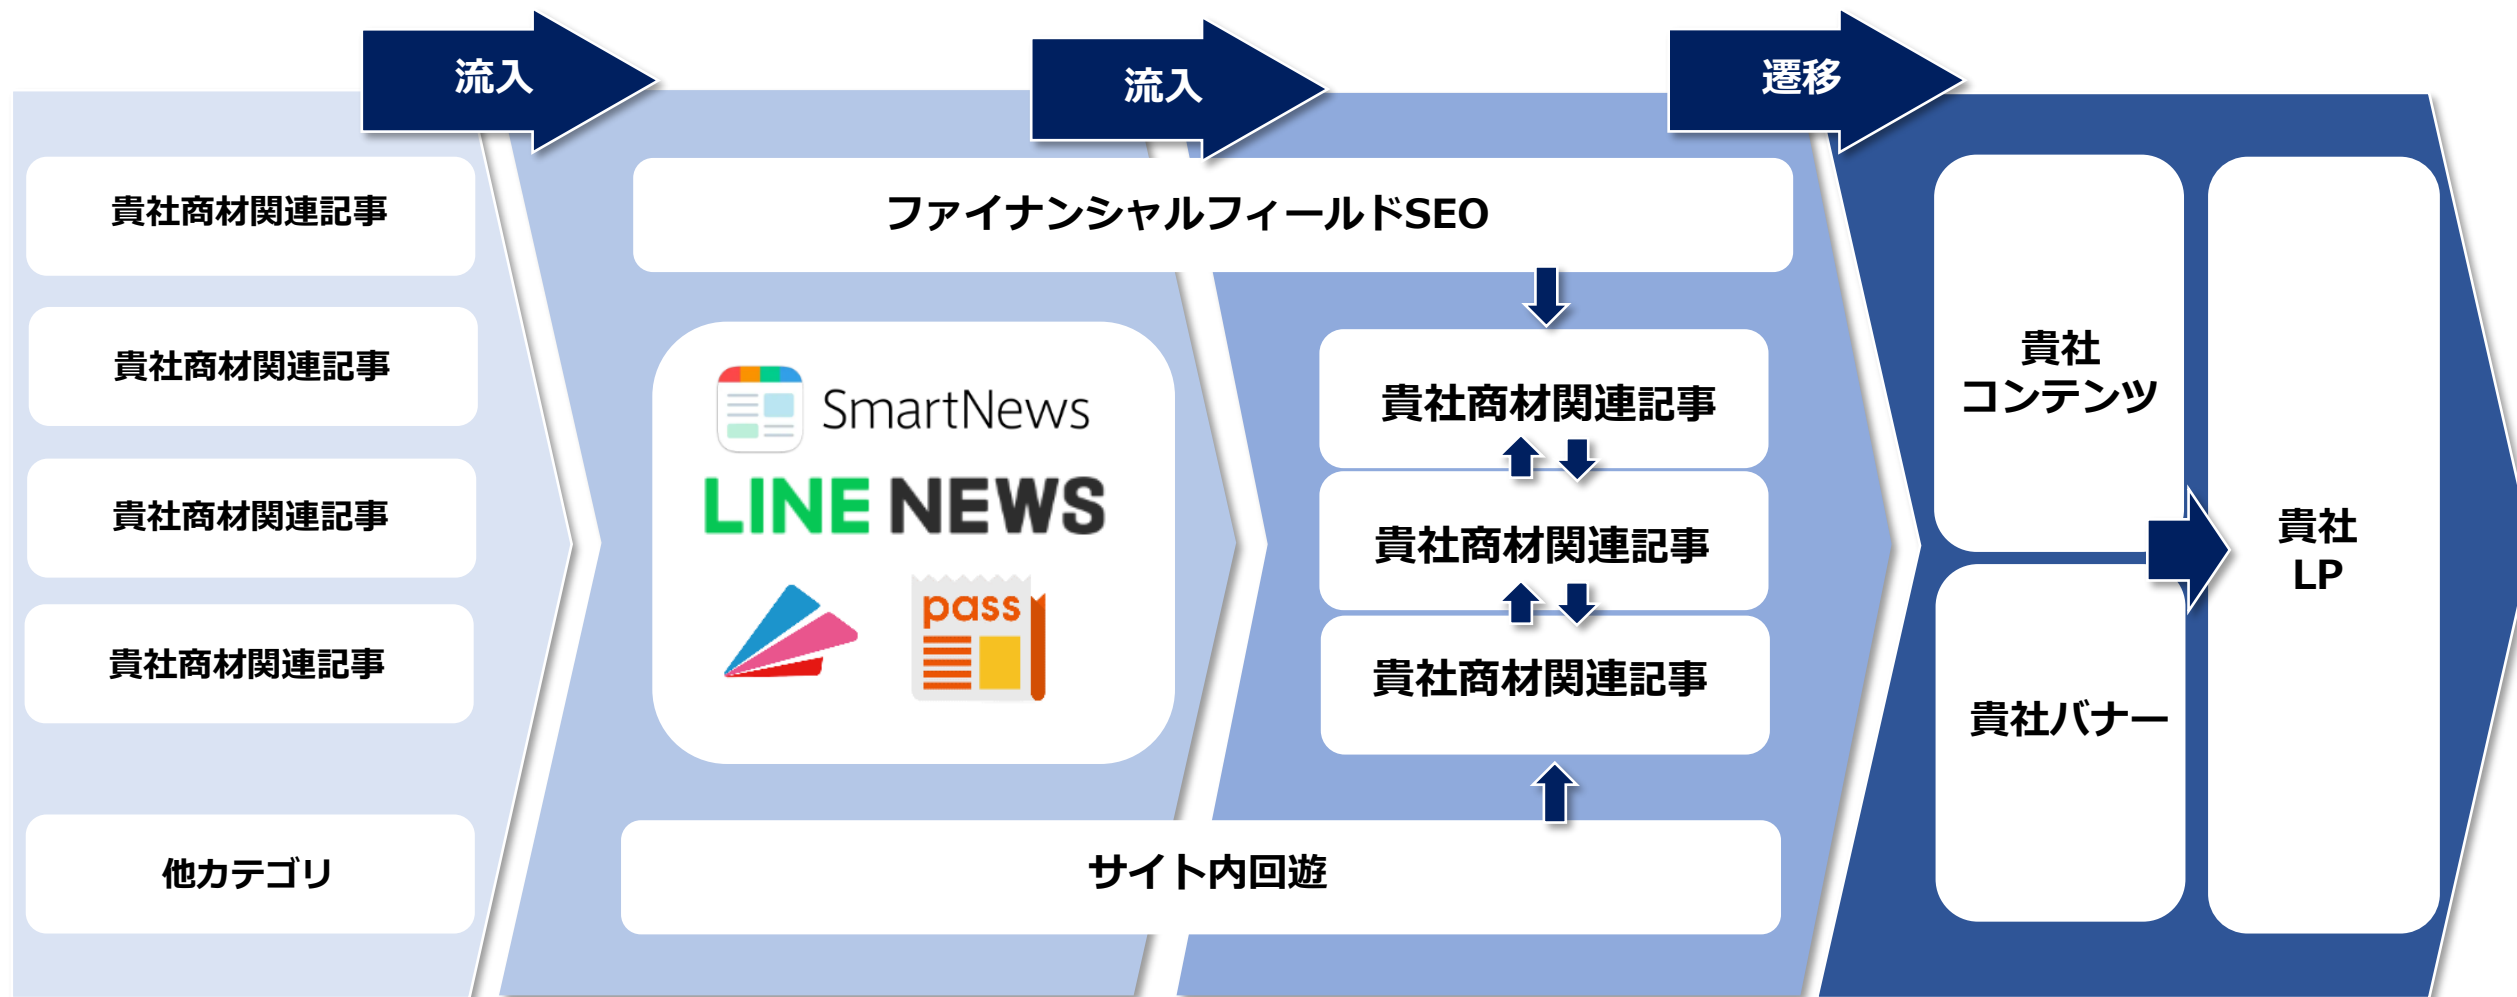 流入
流入
遷移
貴社商材関連記事
貴社商材関連記事
貴社商材関連記事
貴社商材関連記事
他カテゴリ
ファイナンシャルフィールドSEO
SmartNews
LINE NEWS
pass
サイト内回遊
貴社商材関連記事
貴社商材関連記事
貴社商材関連記事
貴社
コンテンツ
貴社バナー
貴社
LP